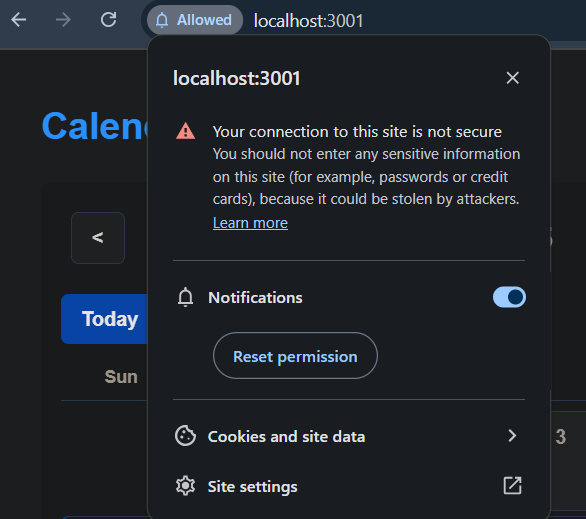 Allowed localhost:3001
localhost:3001
Calen
Your connection to this site is not secure
You should not enter any sensitive information
on this site (for example, passwords or credit
cards), because it could be stolen by attackers.
Learn more
<
Notifications
Today
Reset permission
Sun
Cookies and site data
3
Site settings